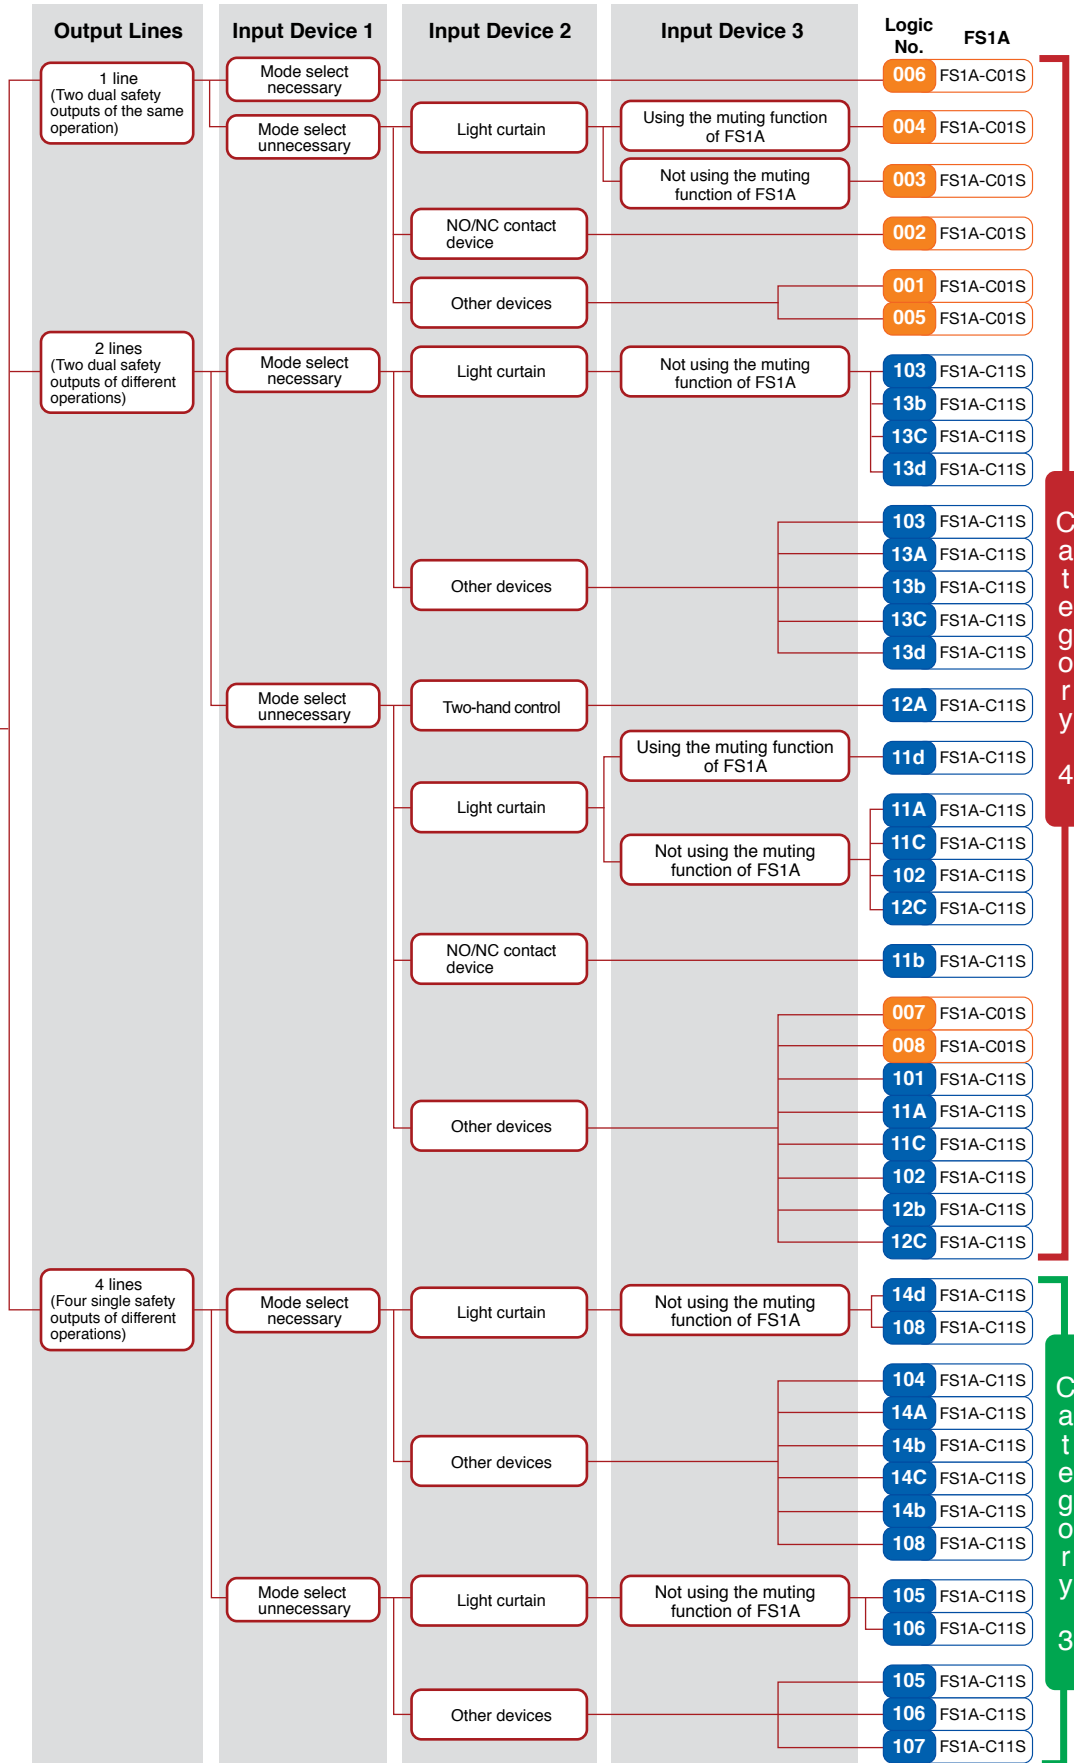 Output Lines
Input Device 1
Input Device 2
Input Device 3
Logic
No.
FS1A
1 line
(Two dual safety
outputs of the same
operation)
Mode select
necessary
006 FS1A-C01S
Mode select
unnecessary
Light curtain
Using the muting function
of FS1A
004 FS1A-C01S
Not using the muting
function of FS1A
003 FS1A-C01S
NO/NC contact
device
002 FS1A-C01S
Other devices
001 FS1A-C01S
005 FS1A-C01S
2 lines
(Two dual safety
outputs of different
operations)
Mode select
necessary
Light curtain
Not using the muting
function of FS1A
103 FS1A-C11S
13b FS1A-C11S
13C FS1A-C11S
13d FS1A-C11S
Other devices
103 FS1A-C11S
13A FS1A-C11S
13b FS1A-C11S
13C FS1A-C11S
13d FS1A-C11S
Mode select
unnecessary
Two-hand control
12A FS1A-C11S
Light curtain
Using the muting function
of FS1A
11d FS1A-C11S
Not using the muting
function of FS1A
11A FS1A-C11S
11C FS1A-C11S
102 FS1A-C11S
12C FS1A-C11S
NO/NC contact
device
11b FS1A-C11S
Other devices
007 FS1A-C01S
008 FS1A-C01S
101 FS1A-C11S
11A FS1A-C11S
11C FS1A-C11S
102 FS1A-C11S
12b FS1A-C11S
12C FS1A-C11S
Category 4
4 lines
(Four single safety
outputs of different
operations)
Mode select
necessary
Light curtain
Not using the muting
function of FS1A
14d FS1A-C11S
108 FS1A-C11S
Other devices
104 FS1A-C11S
14A FS1A-C11S
14b FS1A-C11S
14C FS1A-C11S
14b FS1A-C11S
108 FS1A-C11S
Mode select
unnecessary
Light curtain
Not using the muting
function of FS1A
105 FS1A-C11S
106 FS1A-C11S
Other devices
105 FS1A-C11S
106 FS1A-C11S
107 FS1A-C11S
Category 3